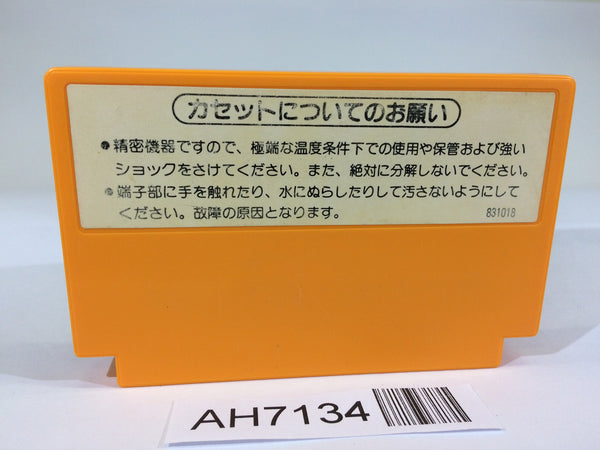 カセットについてのお願い
●精密機器ですので、極端な温度条件下での使用や保管および強い
ショックをさけてください。また、絶対に分解しないでください。
●端子部に手を触れたり、水にぬらしたりして汚さないようにして
ください。故障の原因となります。
831018
AH7134